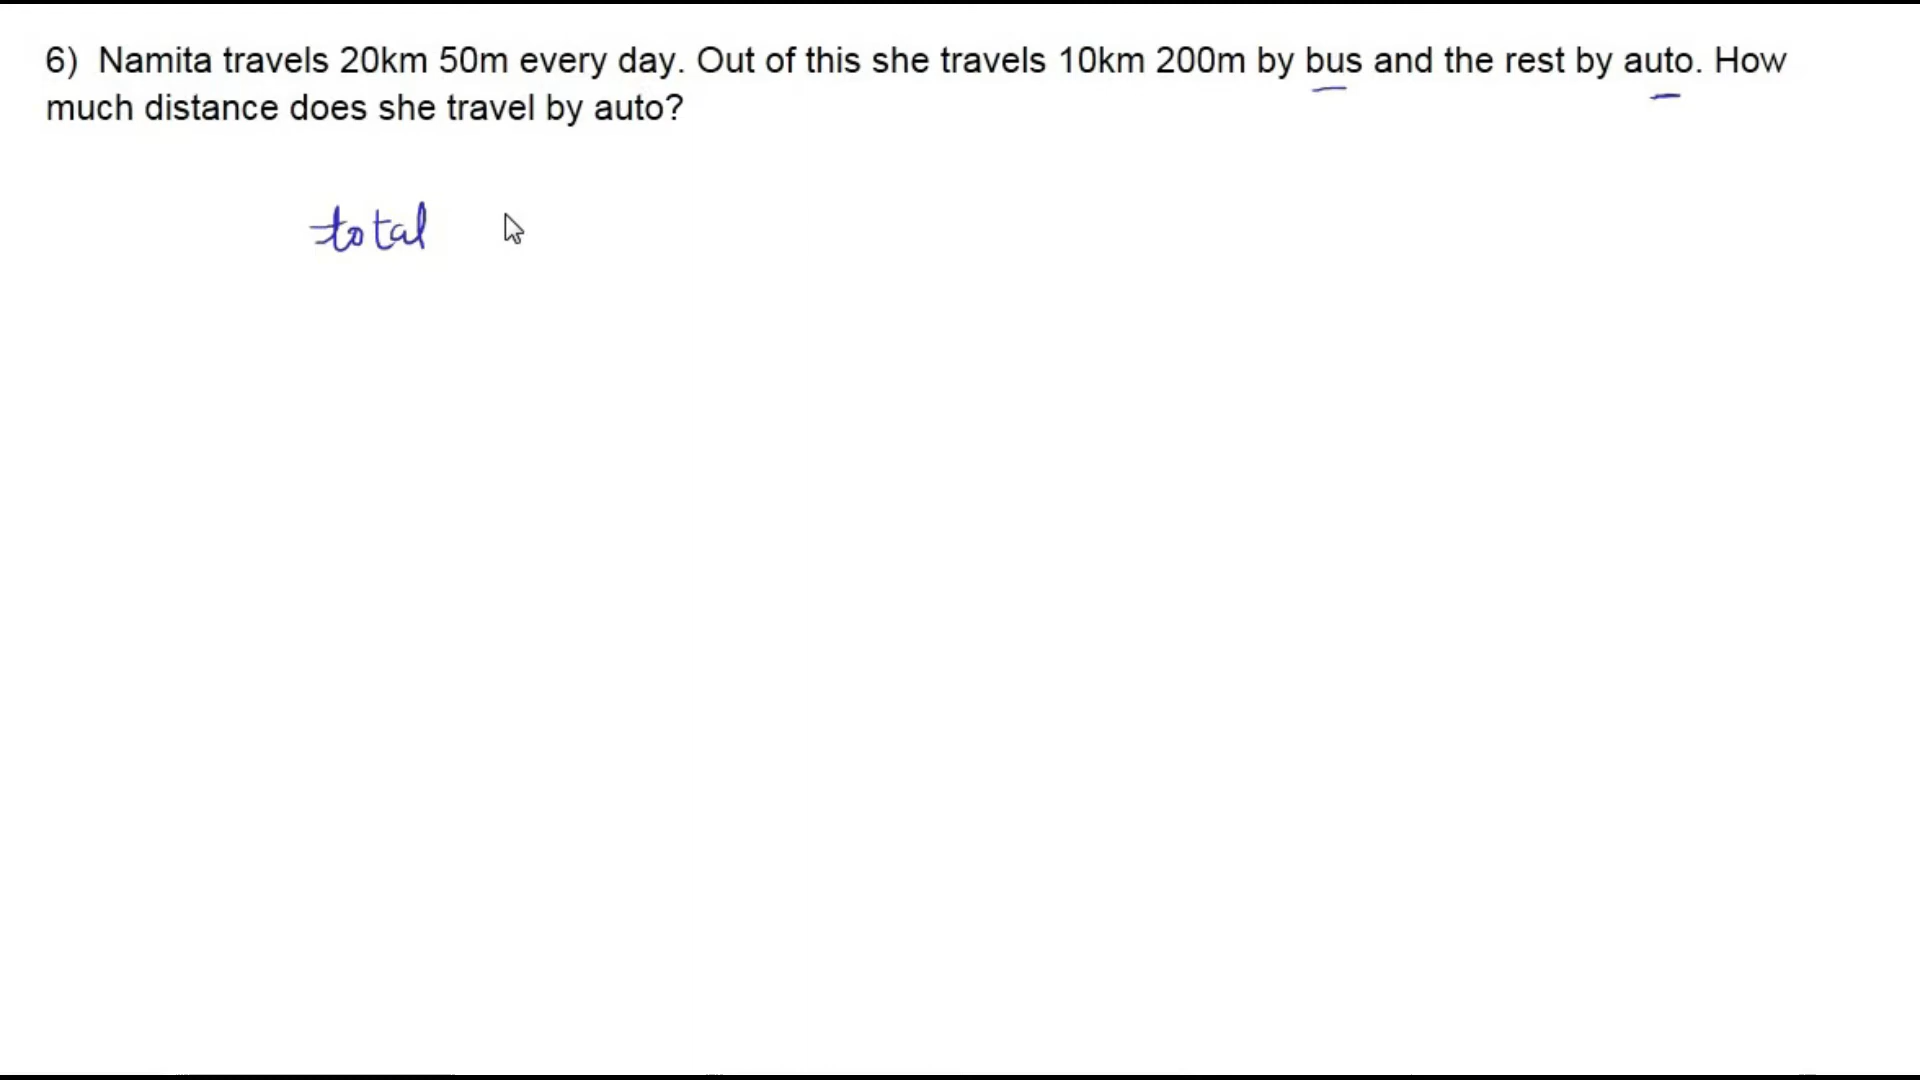 6) Namita travels 20km 50m every day. Out of this she travels 10km 200m by bus and the rest by auto. How
much distance does she travel by auto?
total